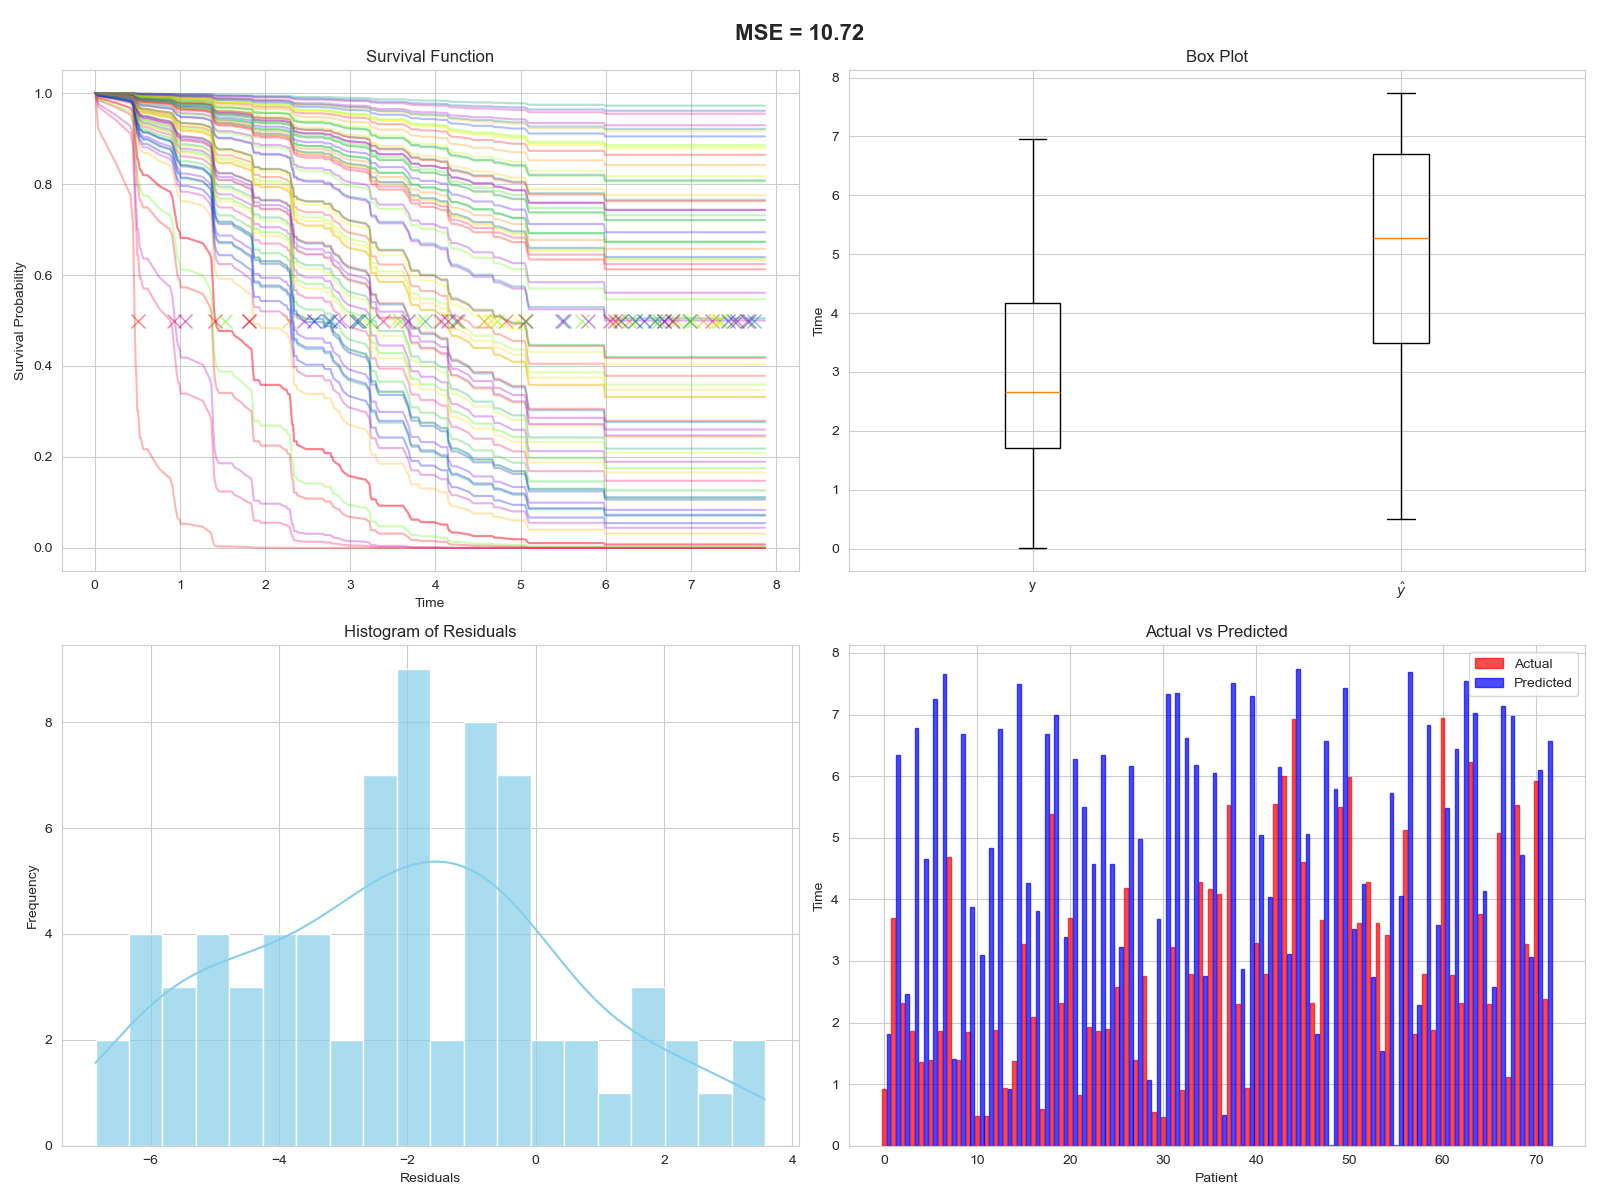 MSE = 10.72
Survival Function
1.0
0.8
0.6
0.4
0.2
0.0
Survival Probability
0 1 2 3 4 5 6 7 8
Time
Box Plot
8
7
6
5
4
3
2
1
0
Time
y ŷ
Histogram of Residuals
8
6
4
2
0
Frequency
−6 −4 −2 0 2 4
Residuals
Actual vs Predicted
8
7
6
5
4
3
2
1
0
Time
Actual
Predicted
0 10 20 30 40 50 60 70
Patient